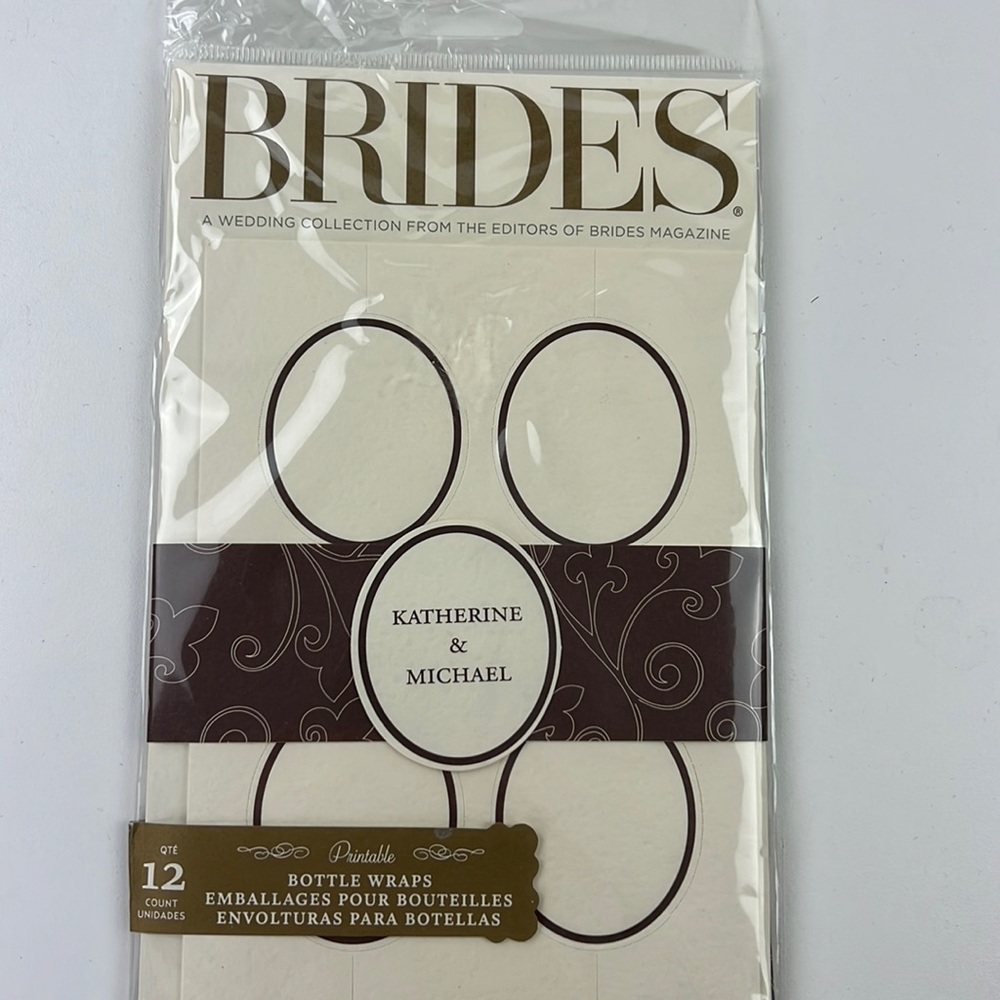 BRIDES®
A WEDDING COLLECTION FROM THE EDITORS OF BRIDES MAGAZINE
KATHERINE
&
MICHAEL
QTÉ
12
COUNT
UNIDADES
Printable
BOTTLE WRAPS
EMBALLAGES POUR BOUTEILLES
ENVOLTURAS PARA BOTELLAS